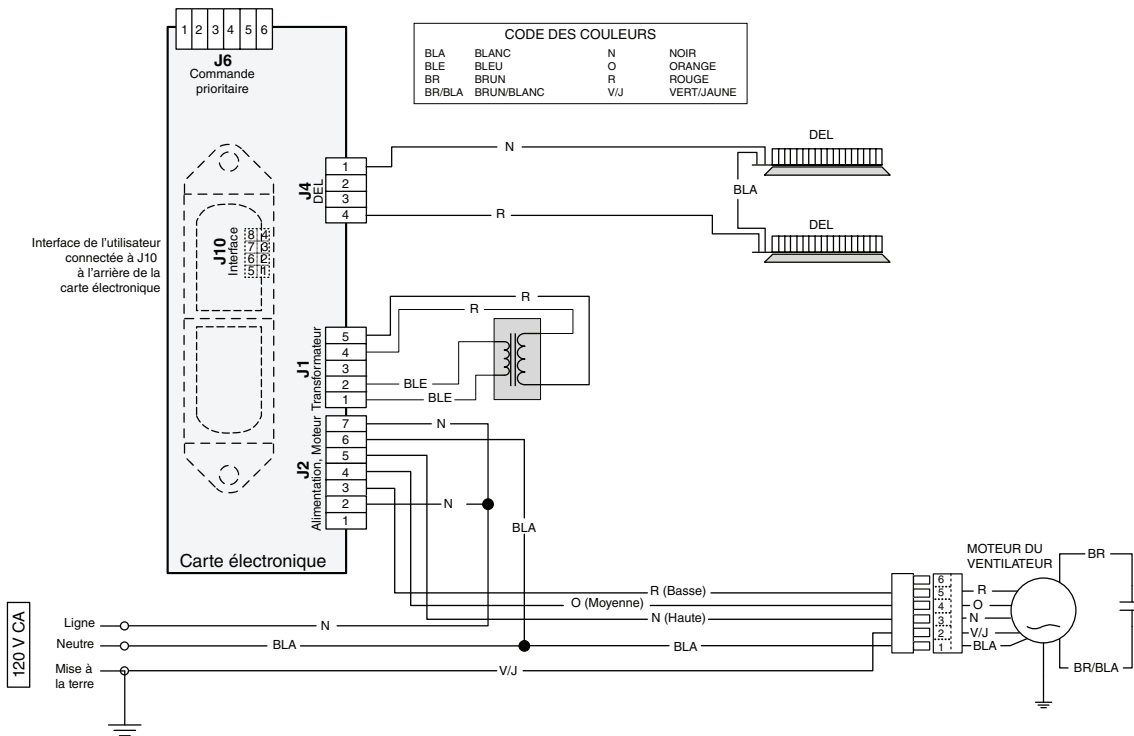 1 2 3 4 5 6
J6
Commande
prioritaire
CODE DES COULEURS
BLA BLANC N NOIR
BLE BLEU O ORANGE
BR BRUN R ROUGE
BR/BLA BRUN/BLANC V/J VERT/JAUNE
DEL
N
BLA
J4
DEL
1
2
3
4
R
DEL
Interface de l'utilisateur
connectée à J10
à l'arrière de la
carte électronique
J10
Interface
8 4
7 3
6 2
5 1
J1
Transformateur
5
4
3
2
1
R
R
BLE
BLE
J2
Alimentation, Moteur
7
6
5
4
3
2
1
N
N
BLA
Carte électronique
MOTEUR DU
VENTILATEUR
BR
R (Basse)
O (Moyenne)
N (Haute)
6
5
4
3
2
1
R
O
N
V/J
BLA
BR/BLA
120 V CA
Ligne
N
Neutre
BLA
BLA
Mise à
la terre
V/J